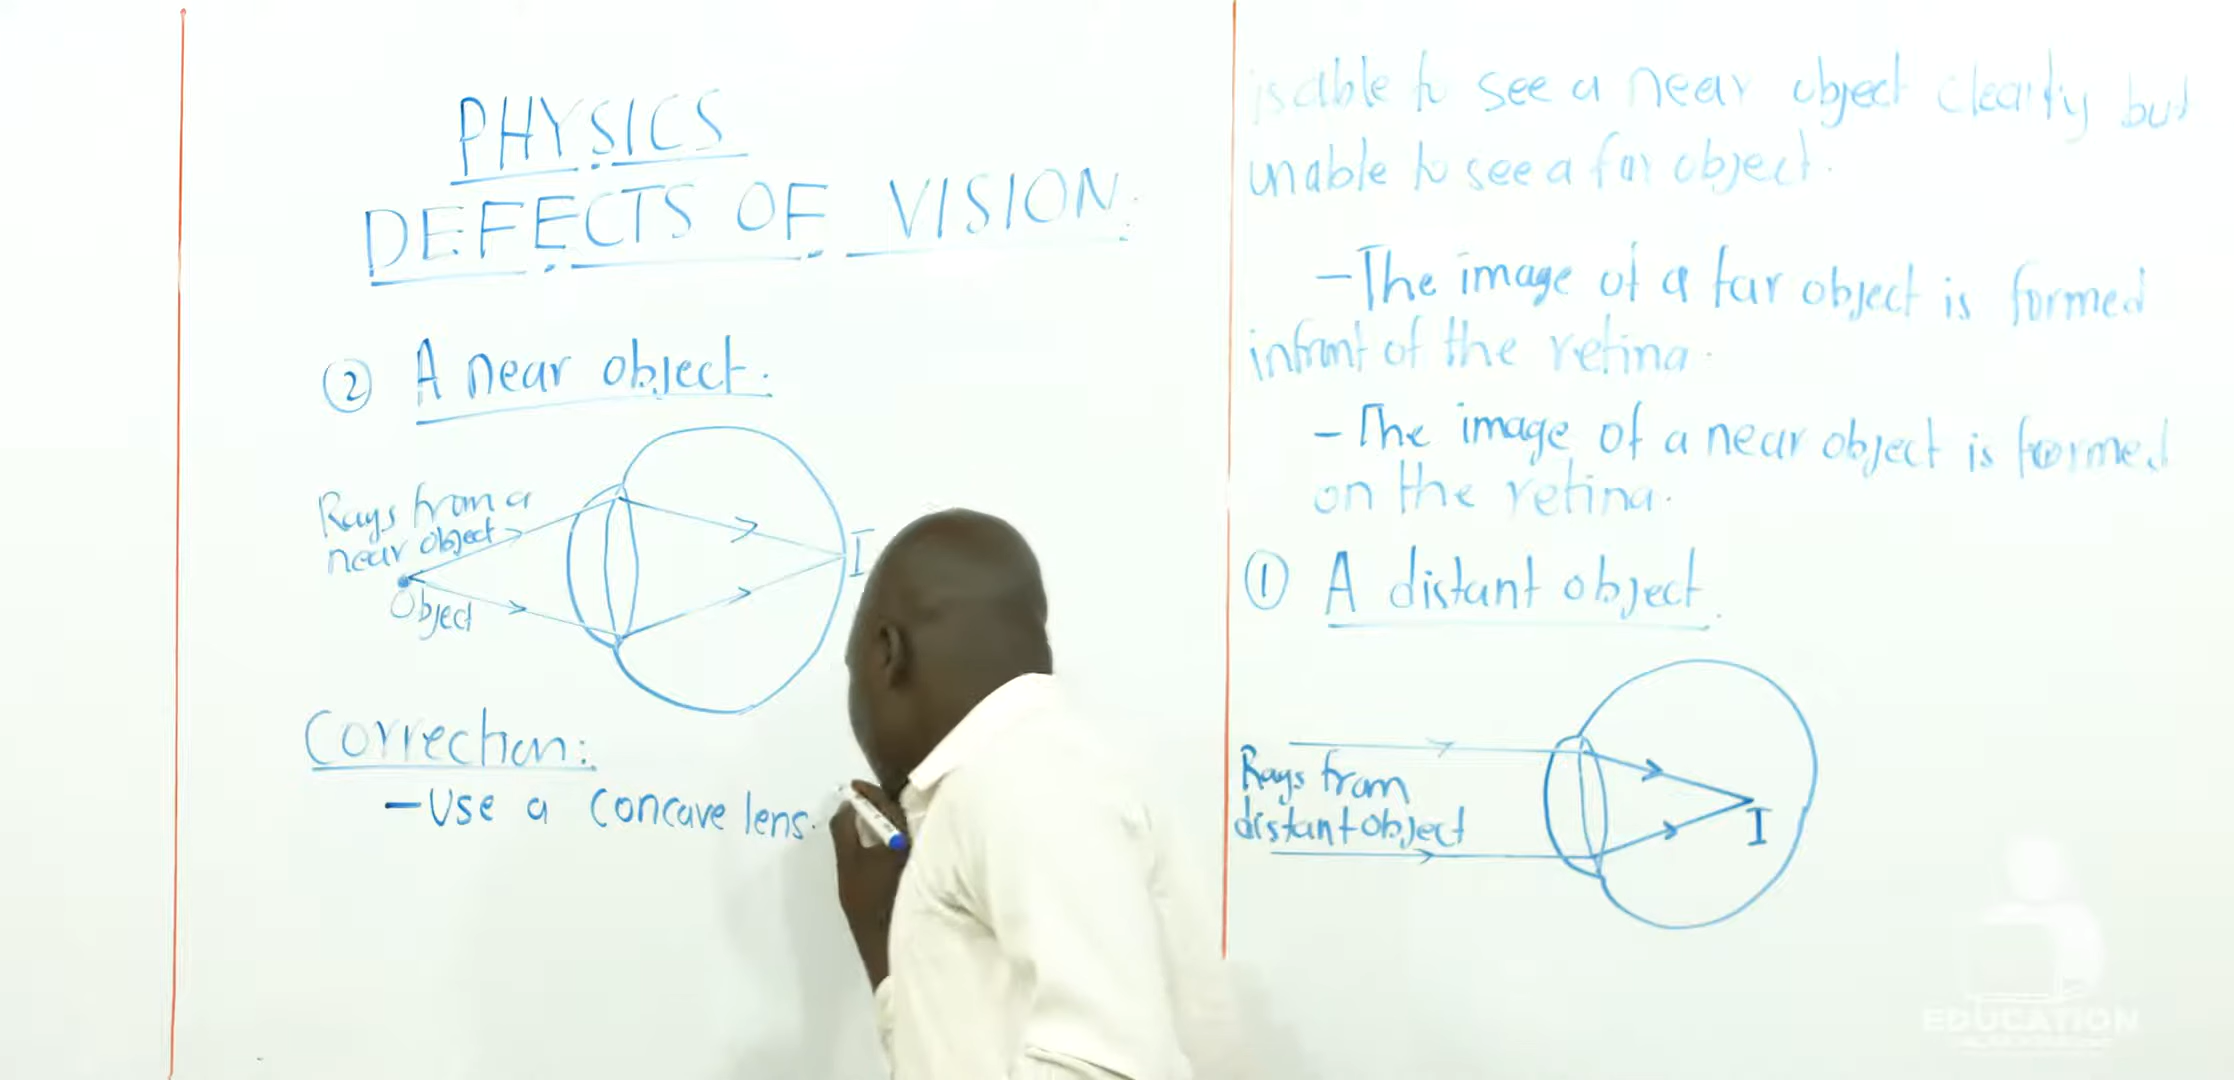 PHYSICS
DEFECTS OF VISION.
② A near object.
Rays from a
near object
Object
I
Correction:
- Use a concave lens.
is able to see a near object clearly but
unable to see a far object.
- The image of a far object is formed
infront of the retina.
- The image of a near object is formed
on the retina.
① A distant object.
Rays from
distant object
I
EDUCATION